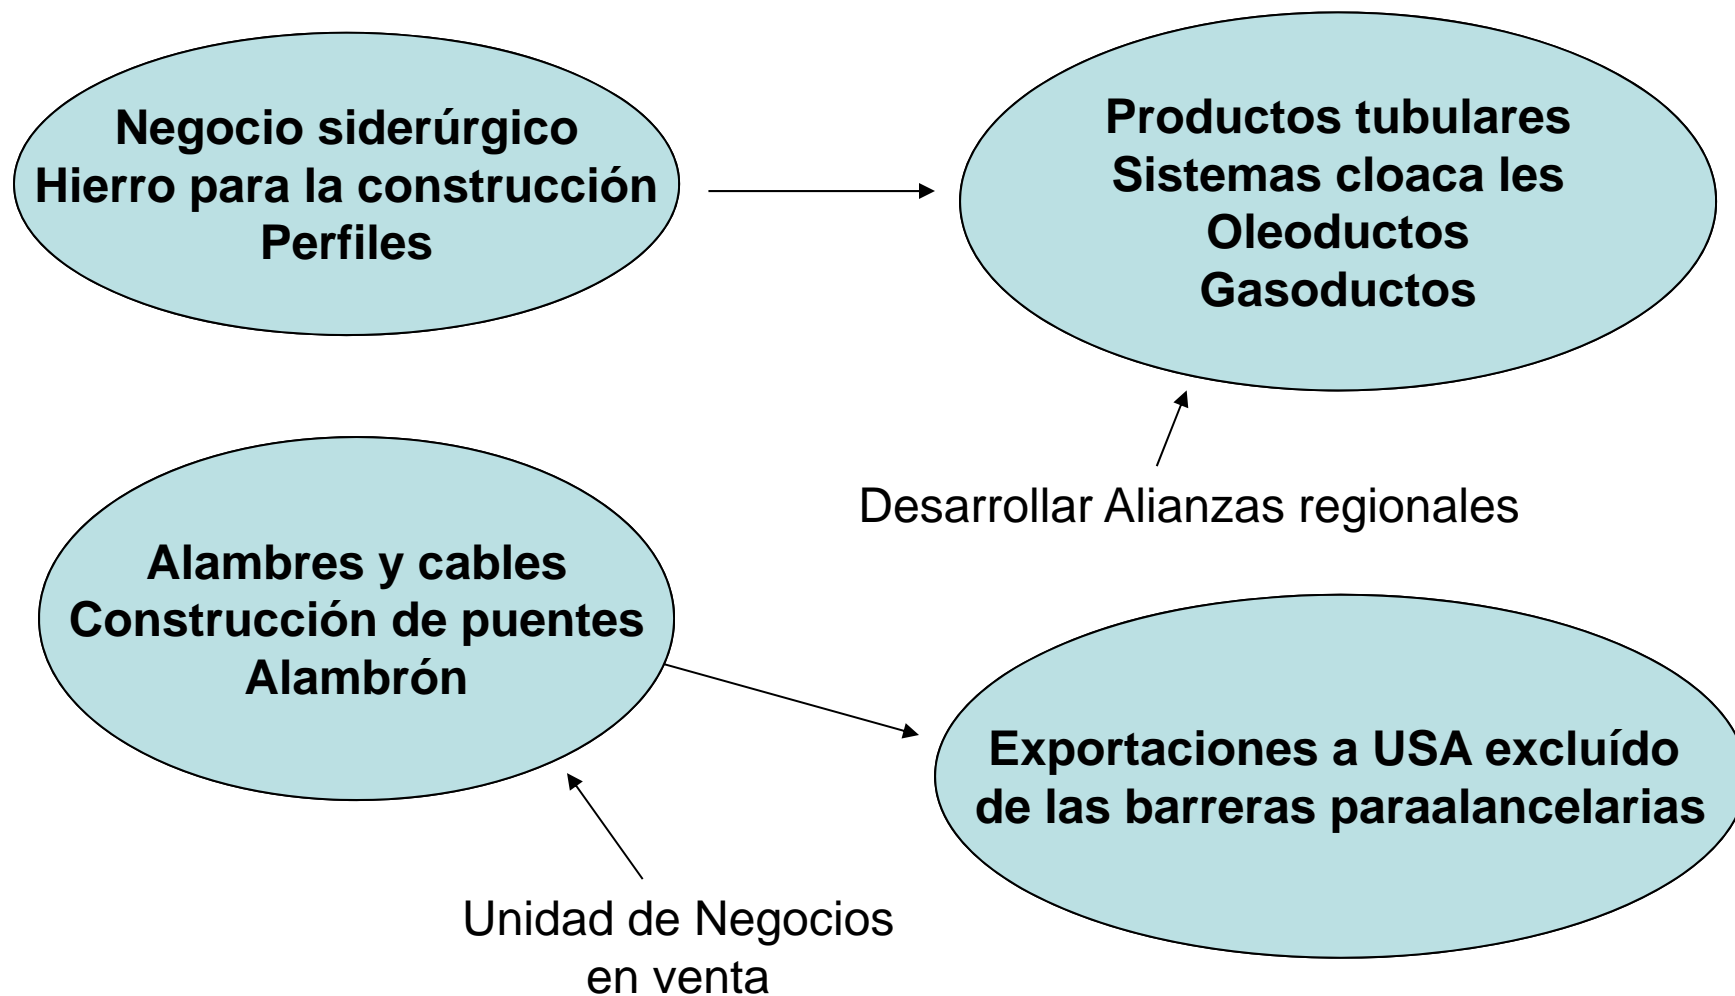 Negocio siderúrgico
Hierro para la construcción
Perfiles
Productos tubulares
Sistemas cloaca les
Oleoductos
Gasoductos
Desarrollar Alianzas regionales
Alambres y cables
Construcción de puentes
Alambrón
Exportaciones a USA excluído
de las barreras paraalancelarias
Unidad de Negocios
en venta